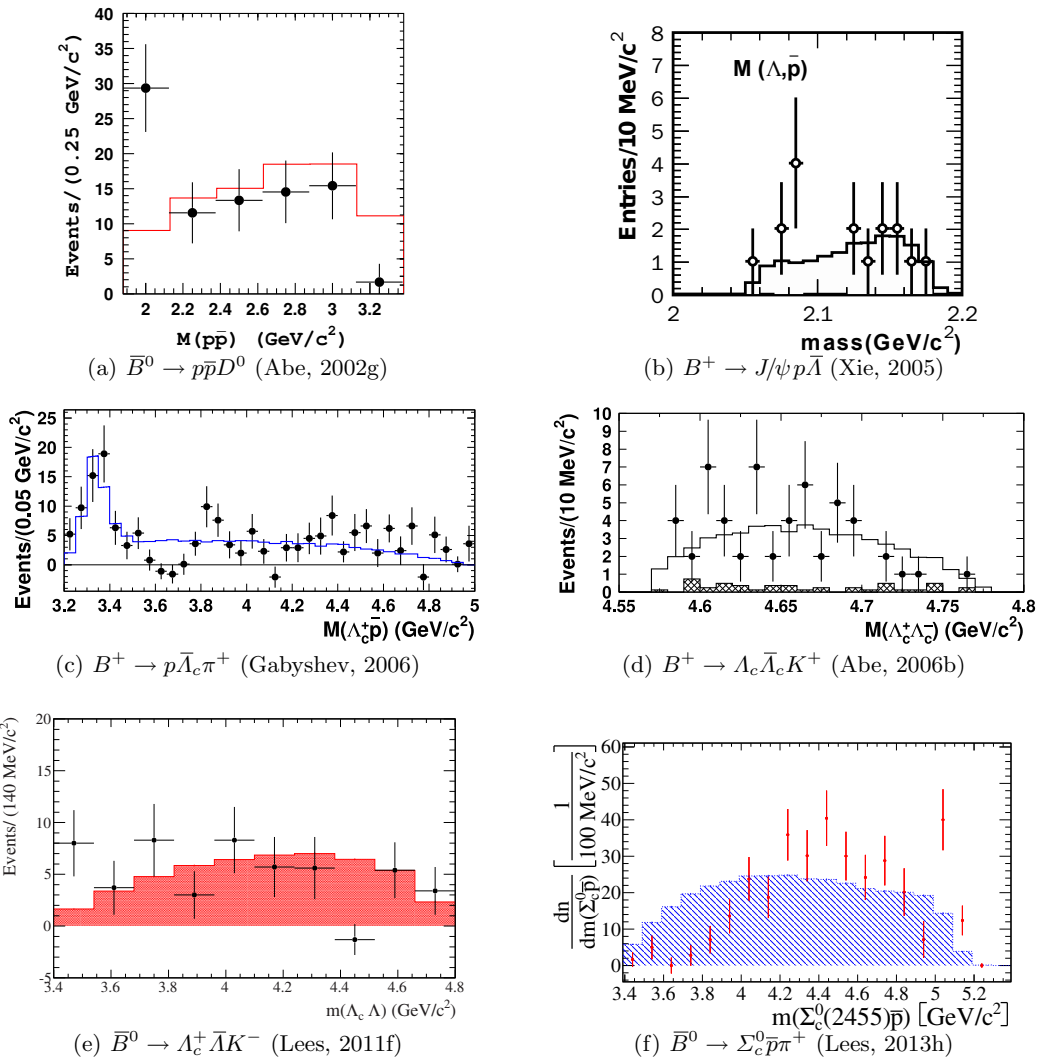 Events/(0.25 GeV/c²)
40
35
30
25
20
15
10
5
0
2 2.2 2.4 2.6 2.8 3 3.2
M(pp̄) (GeV/c²)
(a) B̄⁰ → pp̄D⁰ (Abe, 2002g)
Entries/10 MeV/c²
8
7
6
5
4
3
2
1
0
M (Λ,p̄)
2 2.1 2.2
mass(GeV/c²)
(b) B⁺ → J/ψ pΛ̄ (Xie, 2005)
Events/(0.05 GeV/c²)
25
20
15
10
5
0
3.2 3.4 3.6 3.8 4 4.2 4.4 4.6 4.8 5
M(Λc⁺p̄) (GeV/c²)
(c) B⁺ → pΛ̄cπ⁺ (Gabyshev, 2006)
Events/(10 MeV/c²)
10
9
8
7
6
5
4
3
2
1
0
4.55 4.6 4.65 4.7 4.75 4.8
M(Λc⁺Λc⁻) (GeV/c²)
(d) B⁺ → ΛcΛ̄cK⁺ (Abe, 2006b)
Events/ (140 MeV/c²)
20
15
10
5
0
-5
3.4 3.6 3.8 4 4.2 4.4 4.6 4.8
m(Λc Λ) (GeV/c²)
(e) B̄⁰ → Λc⁺Λ̄K⁻ (Lees, 2011f)
dn/dm(Σc⁰p̄) [1/100 MeV/c²]
60
50
40
30
20
10
0
3.4 3.6 3.8 4 4.2 4.4 4.6 4.8 5 5.2
m(Σc⁰(2455)p̄) [GeV/c²]
(f) B̄⁰ → Σc⁰p̄π⁺ (Lees, 2013h)